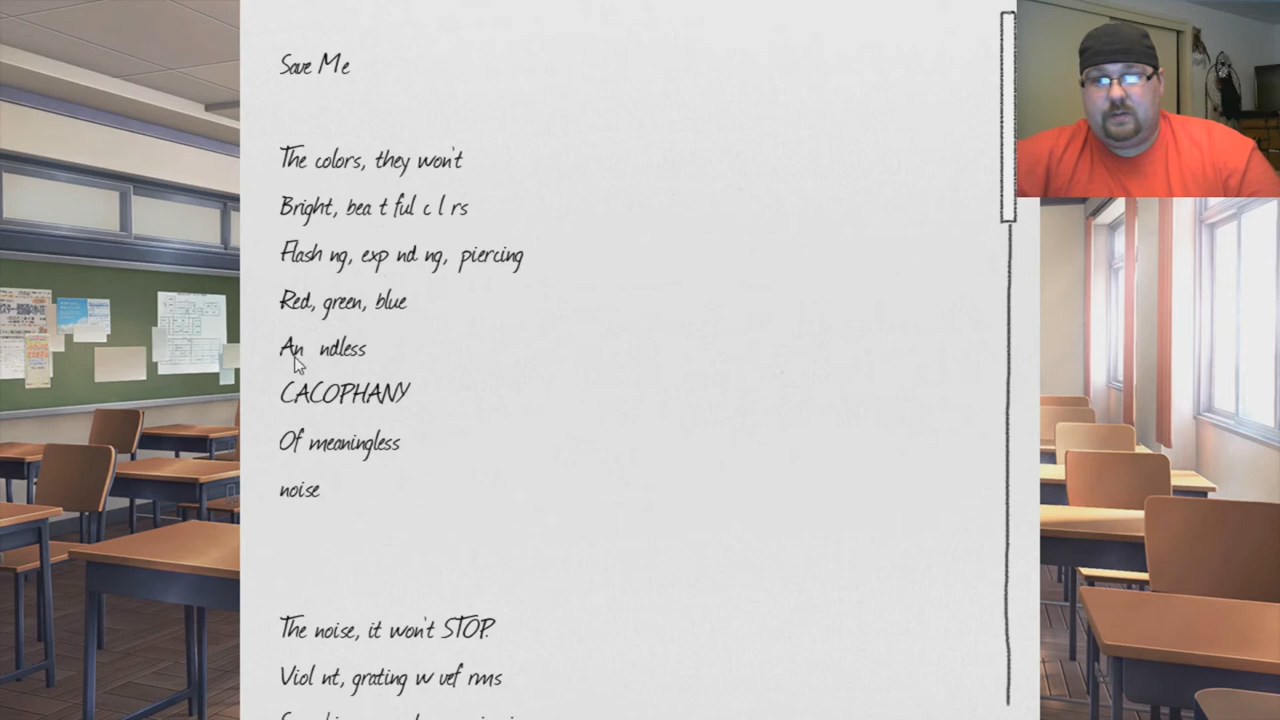 Save Me
The colors, they won't
Bright, bea t ful c l rs
Flash ng, exp nd ng, piercing
Red, green, blue
An ndless
CACOPHANY
Of meaningless
noise
The noise, it won't STOP.
Viol nt, grating w vef rms